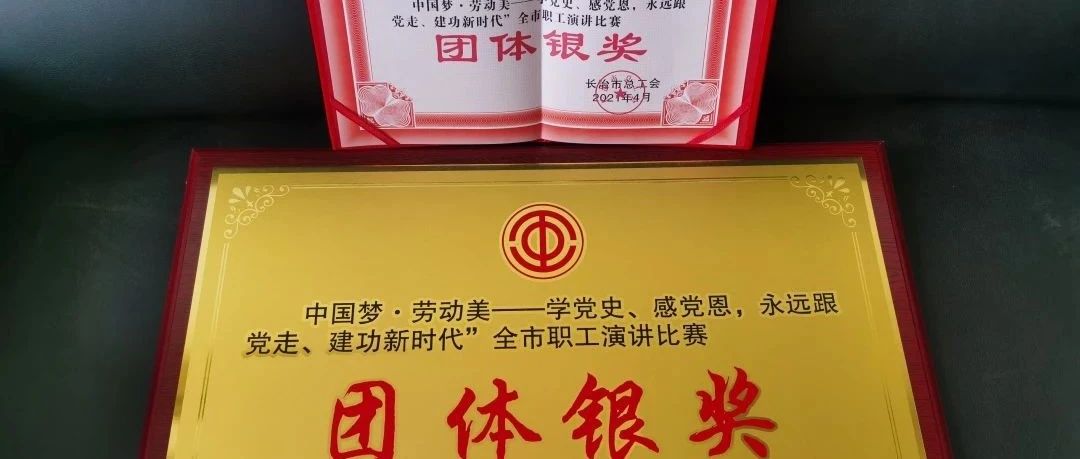 中国梦·劳动美——学党史、感党恩，永远跟
党走、建功新时代”全市职工演讲比赛
团体银奖
长治市总工会
2021年4月
中国梦·劳动美——学党史、感党恩，永远跟
党走、建功新时代”全市职工演讲比赛
团体银奖